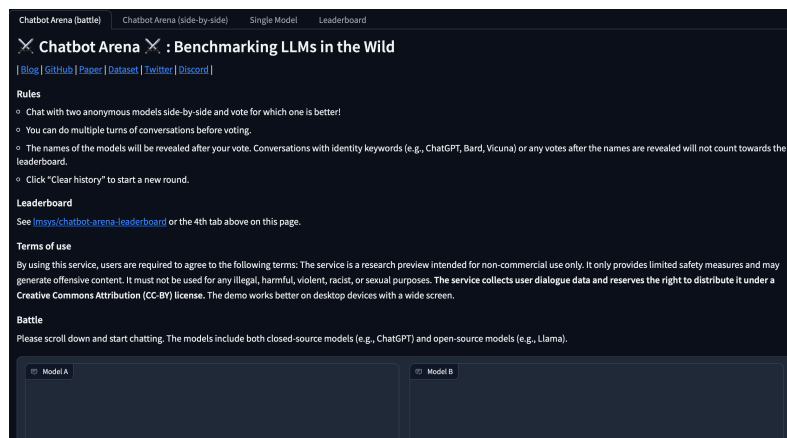 Chatbot Arena (battle) Chatbot Arena (side-by-side) Single Model Leaderboard
⚔️ Chatbot Arena ⚔️ : Benchmarking LLMs in the Wild
| Blog | GitHub | Paper | Dataset | Twitter | Discord |
Rules
Chat with two anonymous models side-by-side and vote for which one is better!
You can do multiple turns of conversations before voting.
The names of the models will be revealed after your vote. Conversations with identity keywords (e.g., ChatGPT, Bard, Vicuna) or any votes after the names are revealed will not count towards the
leaderboard.
Click “Clear history” to start a new round.
Leaderboard
See lmsys/chatbot-arena-leaderboard or the 4th tab above on this page.
Terms of use
By using this service, users are required to agree to the following terms: The service is a research preview intended for non-commercial use only. It only provides limited safety measures and may
generate offensive content. It must not be used for any illegal, harmful, violent, racist, or sexual purposes. The service collects user dialogue data and reserves the right to distribute it under a
Creative Commons Attribution (CC-BY) license. The demo works better on desktop devices with a wide screen.
Battle
Please scroll down and start chatting. The models include both closed-source models (e.g., ChatGPT) and open-source models (e.g., Llama).
Model A Model B